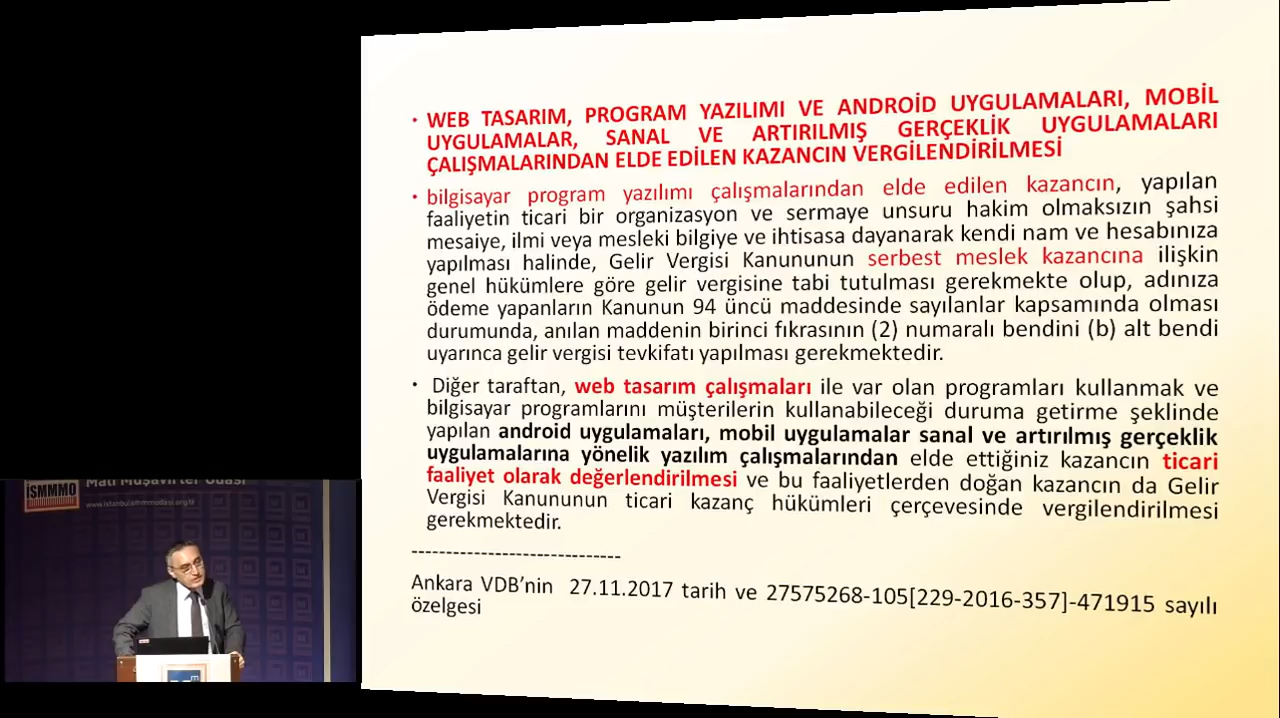 • WEB TASARIM, PROGRAM YAZILIMI VE ANDROİD UYGULAMALARI, MOBİL
UYGULAMALAR, SANAL VE ARTIRILMIŞ GERÇEKLİK UYGULAMALARI
ÇALIŞMALARINDAN ELDE EDİLEN KAZANCIN VERGİLENDİRİLMESİ
• bilgisayar program yazılımı çalışmalarından elde edilen kazancın, yapılan
faaliyetin ticari bir organizasyon ve sermaye unsuru hakim olmaksızın şahsi
mesaiye, ilmi veya mesleki bilgiye ve ihtisasa dayanarak kendi nam ve hesabınıza
yapılması halinde, Gelir Vergisi Kanununun serbest meslek kazancına ilişkin
genel hükümlere göre gelir vergisine tabi tutulması gerekmekte olup, adınıza
ödeme yapanların Kanunun 94 üncü maddesinde sayılanlar kapsamında olması
durumunda, anılan maddenin birinci fıkrasının (2) numaralı bendini (b) alt bendi
uyarınca gelir vergisi tevkifatı yapılması gerekmektedir.
• Diğer taraftan, web tasarım çalışmaları ile var olan programları kullanmak ve
bilgisayar programlarını müşterilerin kullanabileceği duruma getirme şeklinde
yapılan android uygulamaları, mobil uygulamalar sanal ve artırılmış gerçeklik
uygulamalarına yönelik yazılım çalışmalarından elde ettiğiniz kazancın ticari
faaliyet olarak değerlendirilmesi ve bu faaliyetlerden doğan kazancın da Gelir
Vergisi Kanununun ticari kazanç hükümleri çerçevesinde vergilendirilmesi
gerekmektedir.
------------------------------
Ankara VDB’nin 27.11.2017 tarih ve 27575268-105[229-2016-357]-471915 sayılı
özelgesi
İSMMMO
Mali Müşavirler Odası
www.istanbulsmmmodasi.org.tr